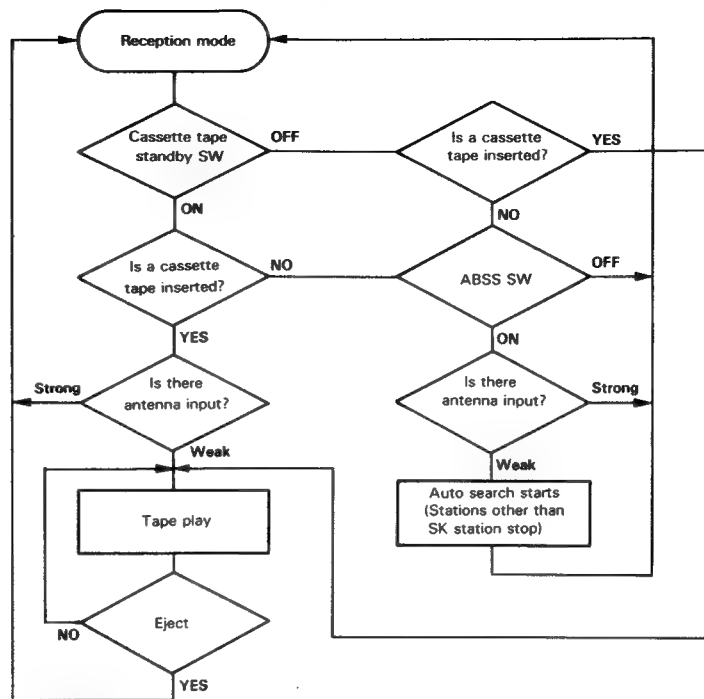 Reception mode
Cassette tape
standby SW
OFF
Is a cassette
tape inserted?
YES
ON
NO
Is a cassette
tape inserted?
NO
ABSS SW
OFF
YES
ON
Strong
Is there
antenna input?
Is there
antenna input?
Strong
Weak
Weak
Tape play
Auto search starts
(Stations other than
SK station stop)
Eject
NO
YES